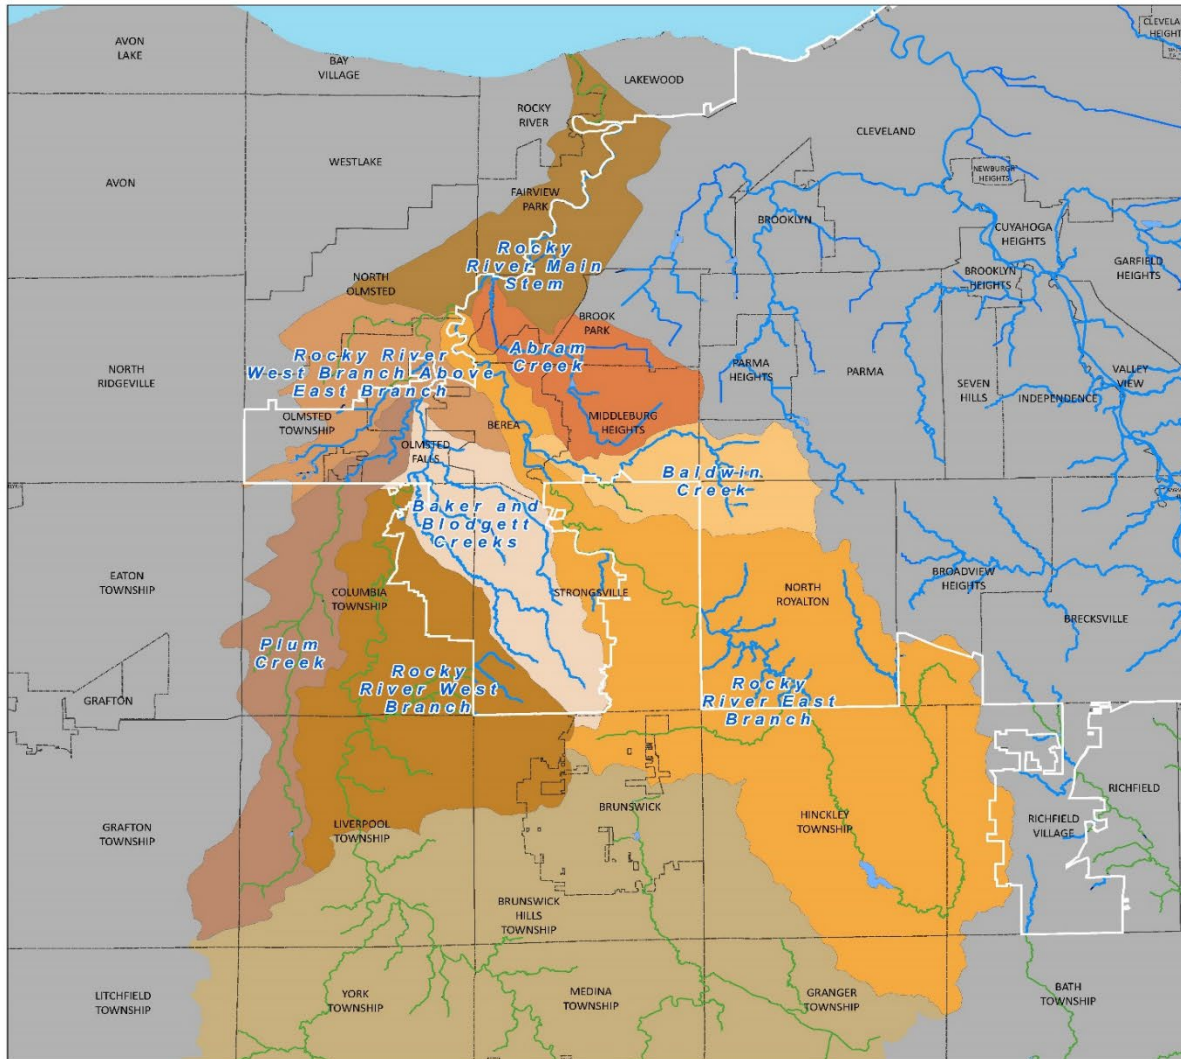 AVON
LAKE
BAY
VILLAGE
LAKEWOOD
CLEVELAND
ROCKY
RIVER
CLEVELAND
WESTLAKE
AVON
NEWBURGH
HEIGHTS
FAIRVIEW
PARK
BROOKLYN
CUYAHOGA
HEIGHTS
GARFIELD
HEIGHTS
Rocky
River Main
Stem
NORTH
OLMSTED
BROOKLYN
HEIGHTS
BROOK
PARK
Abram
Creek
Rocky River
West Branch Above
East Branch
NORTH
RIDGEVILLE
PARMA
HEIGHTS
PARMA
SEVEN
HILLS
INDEPENDENCE
VALLEY
VIEW
OLMSTED
TOWNSHIP
BEREA
MIDDLEBURG
HEIGHTS
OLMSTED
FALLS
Baldwin
Creek
Baker and
Blodgett
Creeks
EATON
TOWNSHIP
COLUMBIA
TOWNSHIP
STRONGSVILLE
NORTH
ROYALTON
BROADVIEW
HEIGHTS
BRECKSVILLE
Plum
Creek
Rocky
River West
Branch
Rocky
River East
Branch
GRAFTON
RICHFIELD
GRAFTON
TOWNSHIP
LIVERPOOL
TOWNSHIP
BRUNSWICK
HINCKLEY
TOWNSHIP
RICHFIELD
VILLAGE
BRUNSWICK
HILLS
TOWNSHIP
LITCHFIELD
TOWNSHIP
YORK
TOWNSHIP
MEDINA
TOWNSHIP
GRANGER
TOWNSHIP
BATH
TOWNSHIP